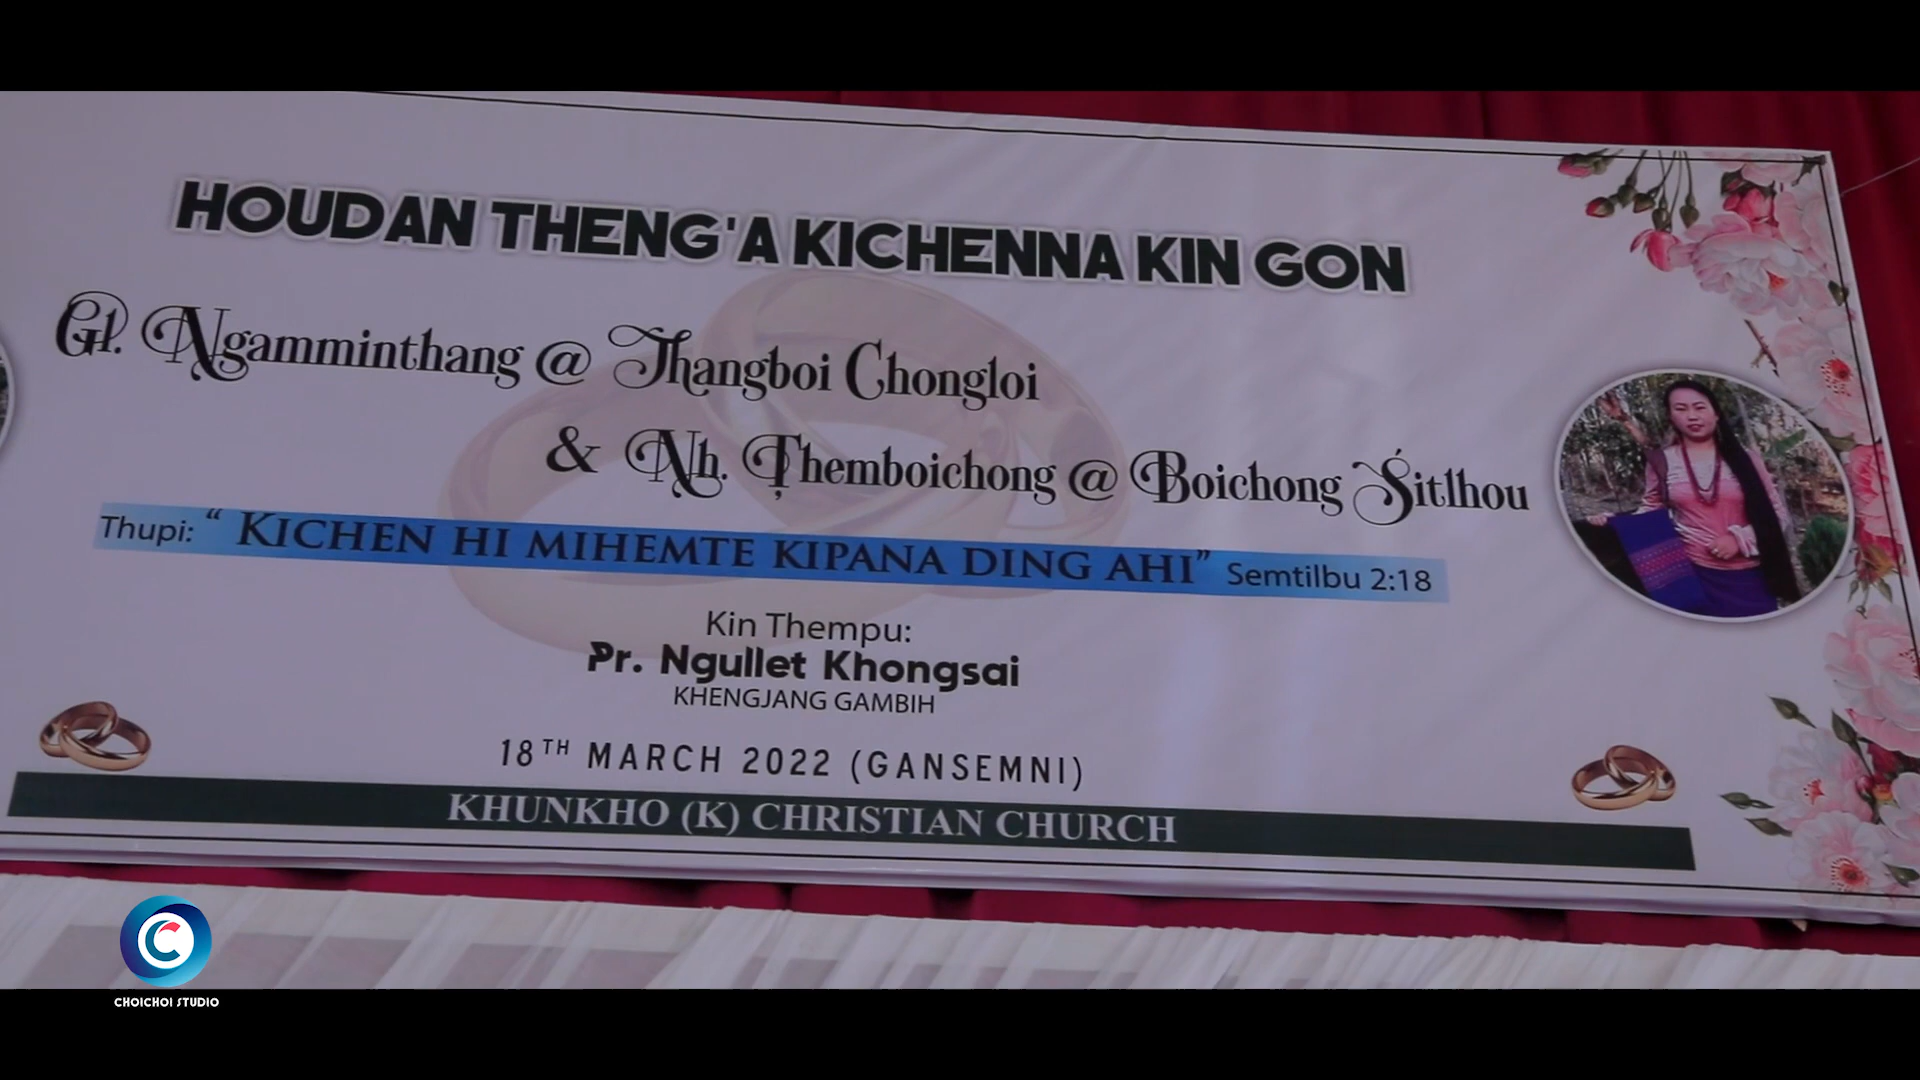 HOUDAN THENG'A KICHENNA KIN GON
Gl. Ngamminthang @ Thangboi Chongloi
& Nh. Themboichong @ Boichong Sitlhou
Thupi: “ KICHEN HI MIHEMTE KIPANA DING AHI” Semtilbu 2:18
Kin Thempu:
Pr. Ngullet Khongsai
KHENGJANG GAMBIH
18TH MARCH 2022 (GANSEMNI)
KHUNKHO (K) CHRISTIAN CHURCH
CHOICHOI STUDIO